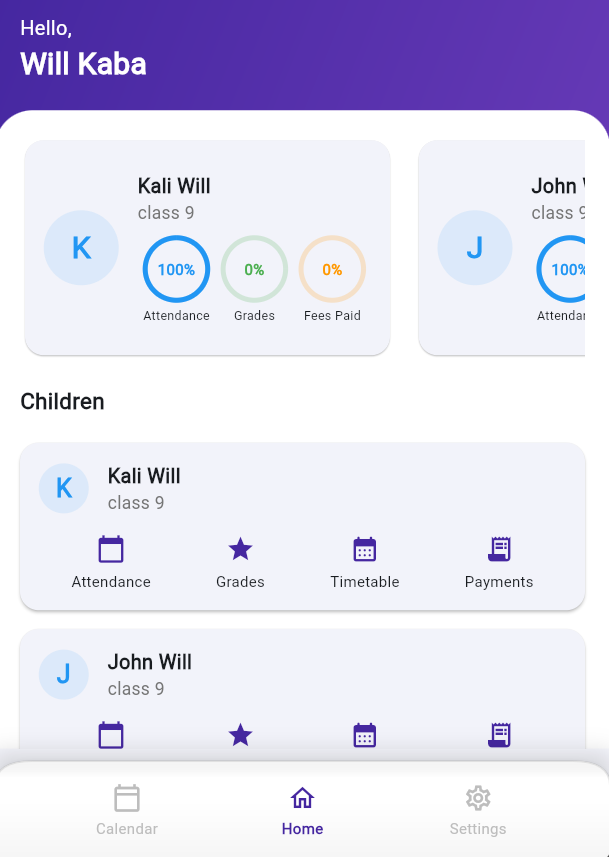 Hello,
Will Kaba
Kali Will
class 9
K
100%
0%
0%
Attendance
Grades
Fees Paid
John
class 9
J
100%
Children
K
Kali Will
class 9
Attendance
Grades
Timetable
Payments
J
John Will
class 9
Calendar
Home
Settings